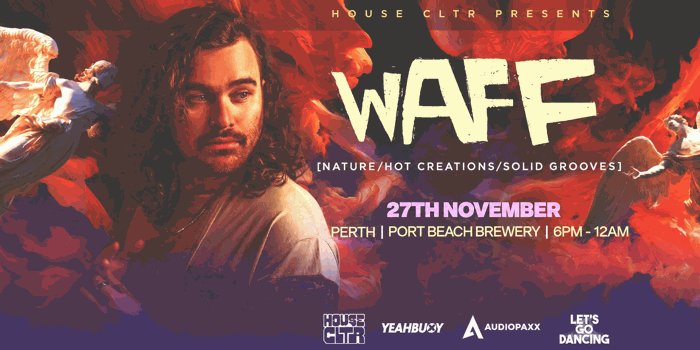 HOUSE CLTR PRESENTS
WAFF
[NATURE/HOT CREATIONS/SOLID GROOVES]
27TH NOVEMBER
PERTH | PORT BEACH BREWERY | 6PM - 12AM
HOUSE
CLTR
YEAHBUOY
AUDIOPAXX
LET'S
GO
DANCING